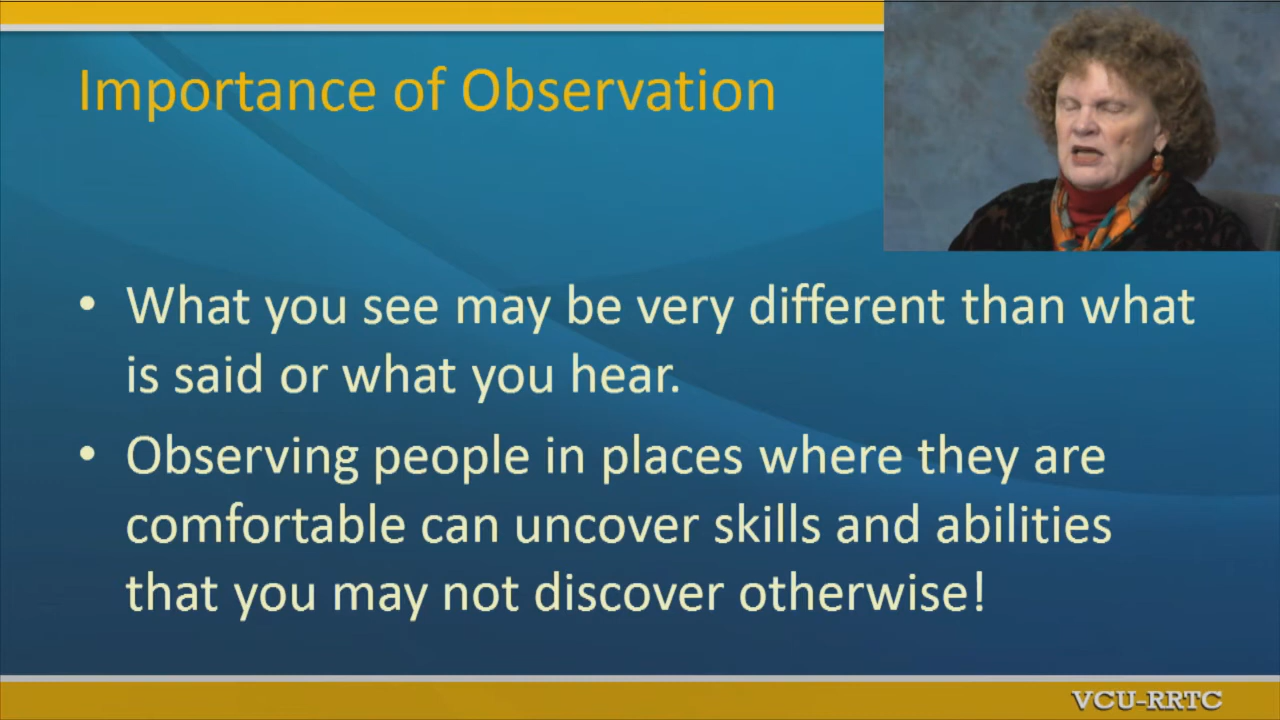 Importance of Observation
• What you see may be very different than what
is said or what you hear.
• Observing people in places where they are
comfortable can uncover skills and abilities
that you may not discover otherwise!
VCU-RRTC